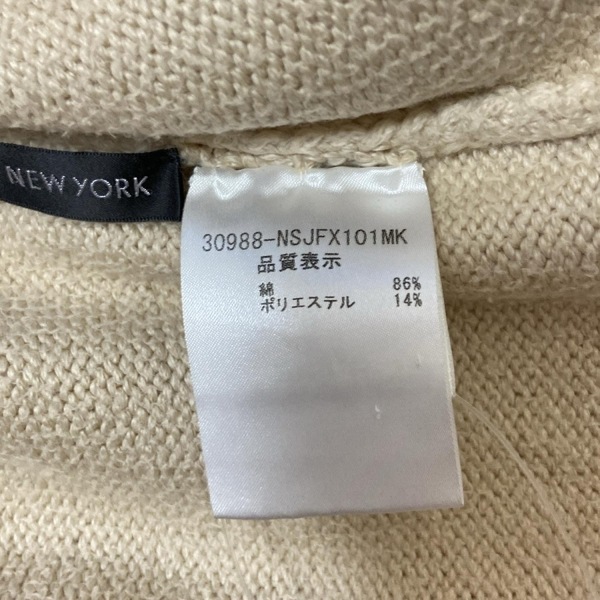 NEW YORK
30988-NSJFX101MK
品質表示
綿 86%
ポリエステル 14%